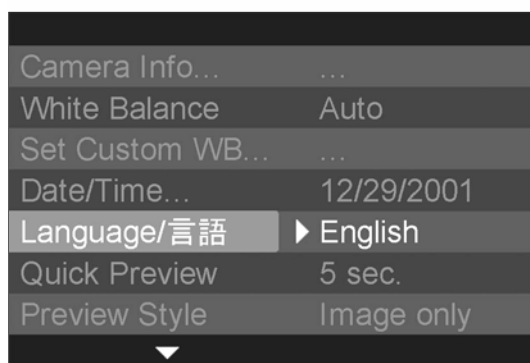 Camera Info... ...
White Balance Auto
Set Custom WB... ...
Date/Time... 12/29/2001
Language/言語 English
Quick Preview 5 sec.
Preview Style Image only